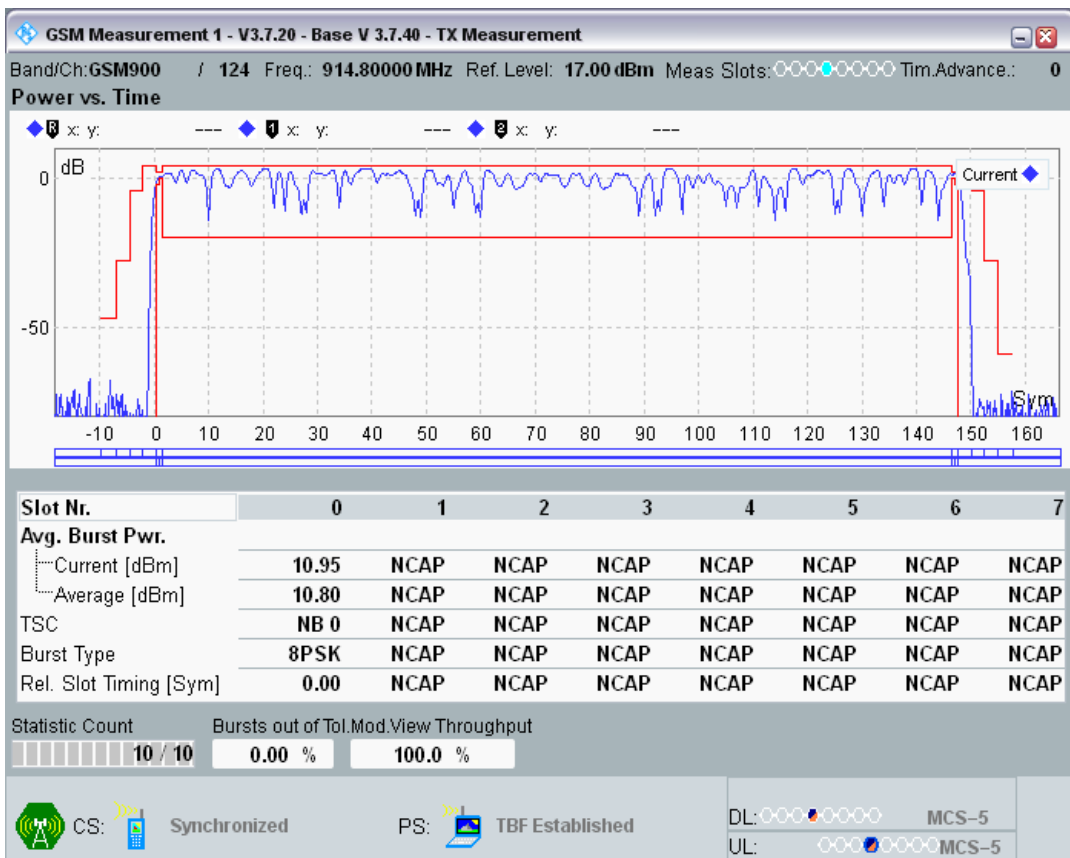 GSM Measurement 1 - V3.7.20 - Base V 3.7.40 - TX Measurement
Band/Ch:GSM900 / 124 Freq.: 914.80000 MHz Ref. Level: 17.00 dBm Meas Slots: Tim.Advance.: 0
Power vs. Time
R x: y: --- 1 x: y: --- 2 x: y: ---
dB
Current
0
-50
Sym
-10 0 10 20 30 40 50 60 70 80 90 100 110 120 130 140 150 160
Slot Nr. 0 1 2 3 4 5 6 7
Avg. Burst Pwr.
Current [dBm] 10.95 NCAP NCAP NCAP NCAP NCAP NCAP NCAP
Average [dBm] 10.80 NCAP NCAP NCAP NCAP NCAP NCAP NCAP
TSC NB 0 NCAP NCAP NCAP NCAP NCAP NCAP NCAP
Burst Type 8PSK NCAP NCAP NCAP NCAP NCAP NCAP NCAP
Rel. Slot Timing [Sym] 0.00 NCAP NCAP NCAP NCAP NCAP NCAP NCAP
Statistic Count Bursts out of Tol. Mod.View Throughput
10 / 10 0.00 % 100.0 %
CS: Synchronized PS: TBF Established DL: MCS-5
UL: MCS-5